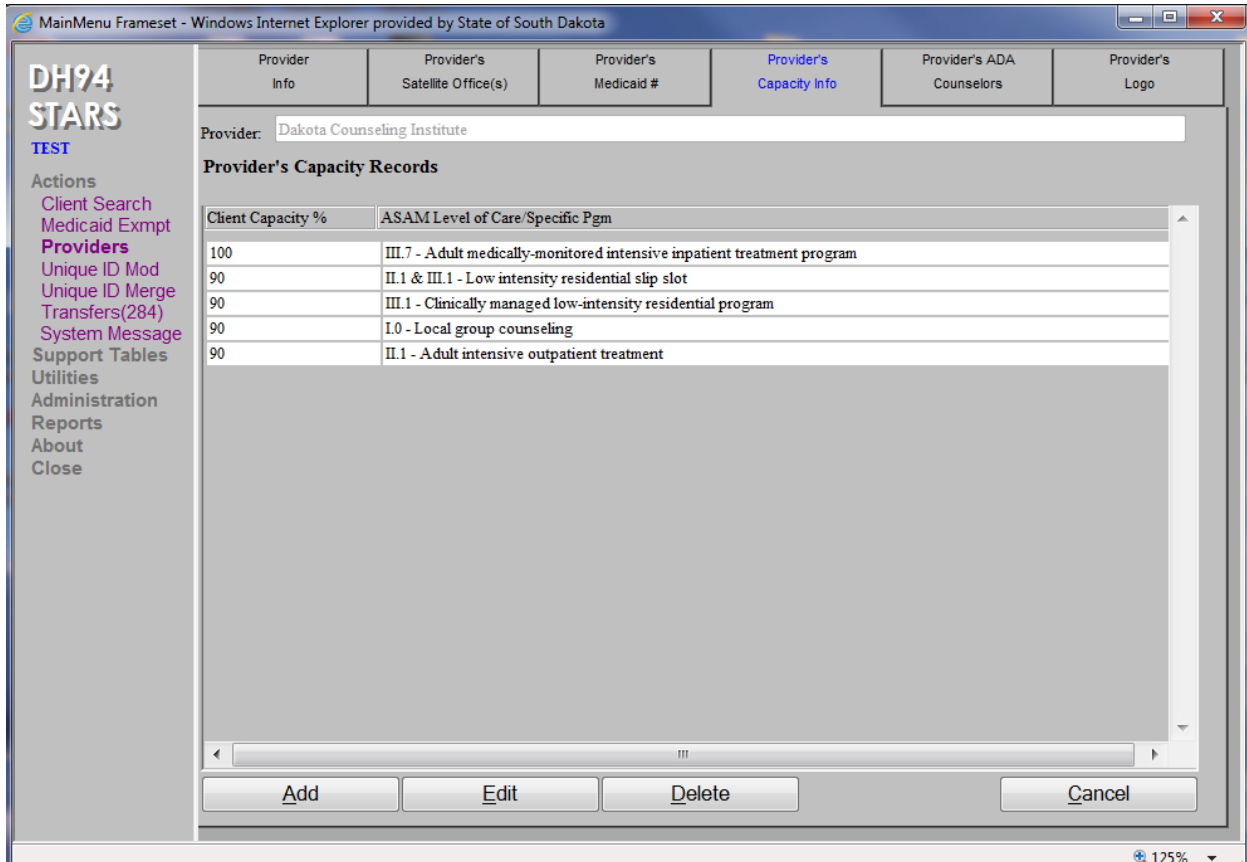 MainMenu Frameset - Windows Internet Explorer provided by State of South Dakota
DH94
STARS
TEST
Actions
Client Search
Medicaid Exmpt
Providers
Unique ID Mod
Unique ID Merge
Transfers(284)
System Message
Support Tables
Utilities
Administration
Reports
About
Close
Provider Info
Provider's Satellite Office(s)
Provider's Medicaid #
Provider's Capacity Info
Provider's ADA Counselors
Provider's Logo
Provider: Dakota Counseling Institute
Provider's Capacity Records
Client Capacity % ASAM Level of Care/Specific Pgm
100 III.7 - Adult medically-monitored intensive inpatient treatment program
90 II.1 & III.1 - Low intensity residential slip slot
90 III.1 - Clinically managed low-intensity residential program
90 I.0 - Local group counseling
90 II.1 - Adult intensive outpatient treatment
Add Edit Delete Cancel
125%